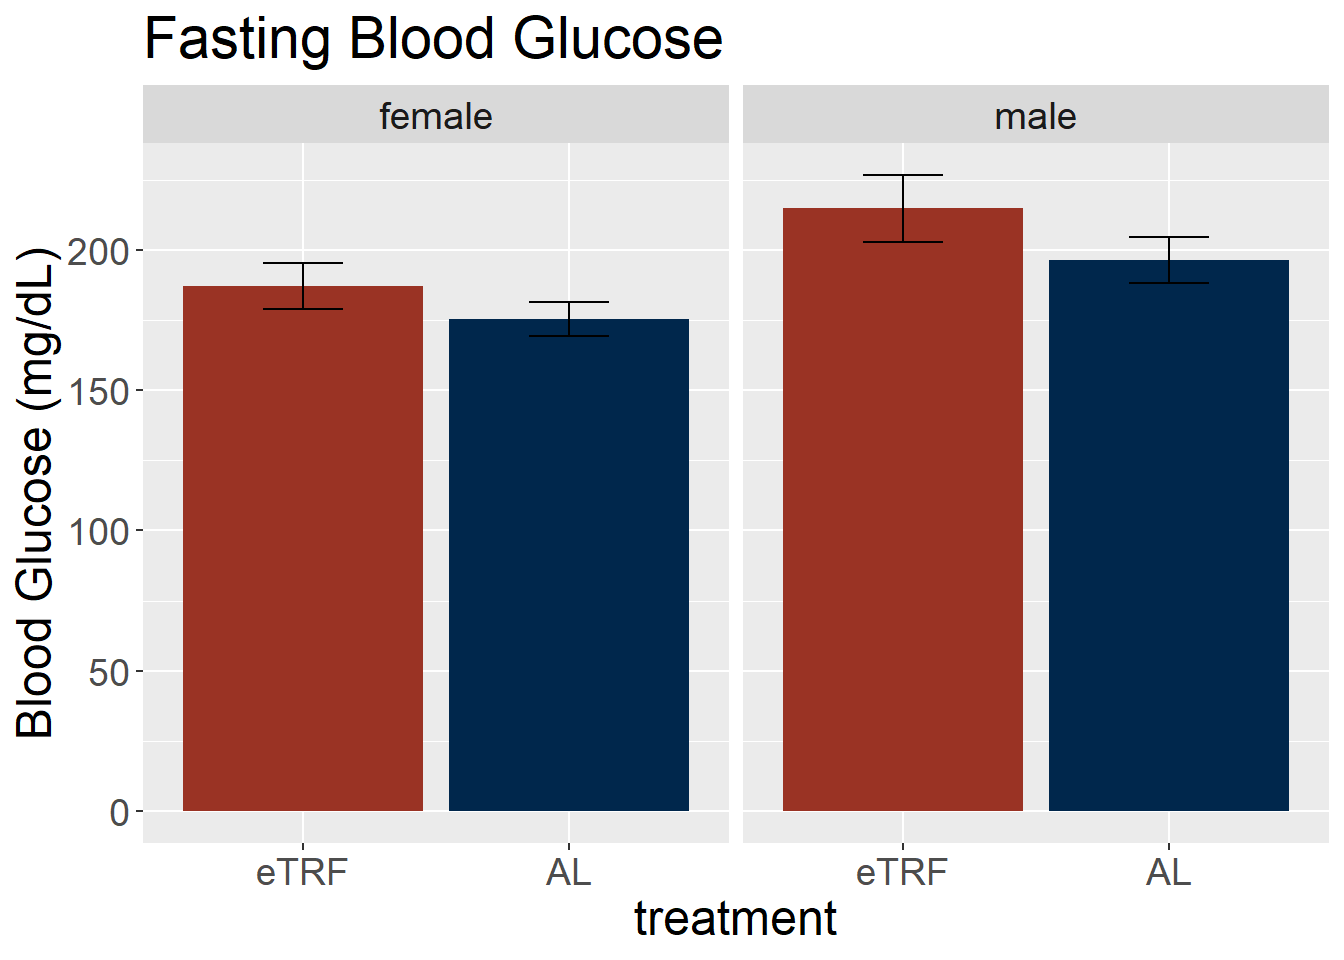 Fasting Blood Glucose
female
male
Blood Glucose (mg/dL)
200
150
100
50
0
eTRF
AL
eTRF
AL
treatment